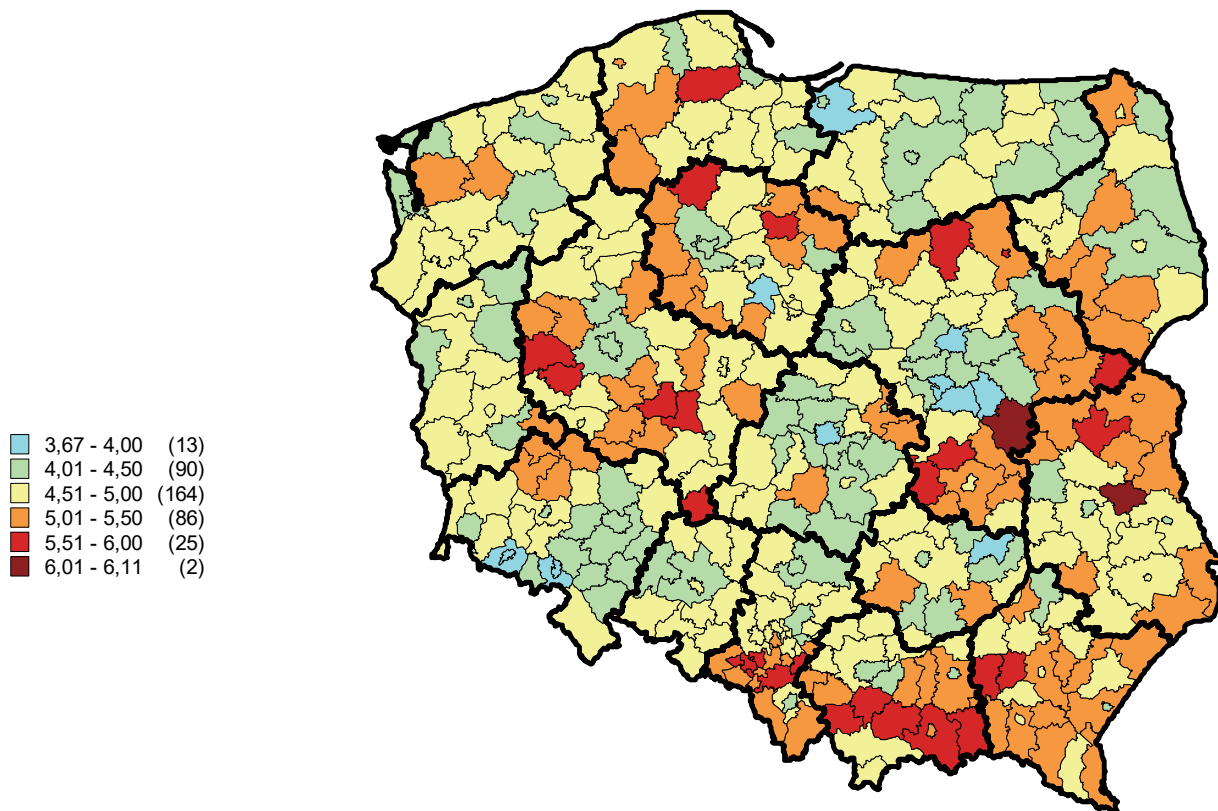 3,67 - 4,00 (13)
4,01 - 4,50 (90)
4,51 - 5,00 (164)
5,01 - 5,50 (86)
5,51 - 6,00 (25)
6,01 - 6,11 (2)